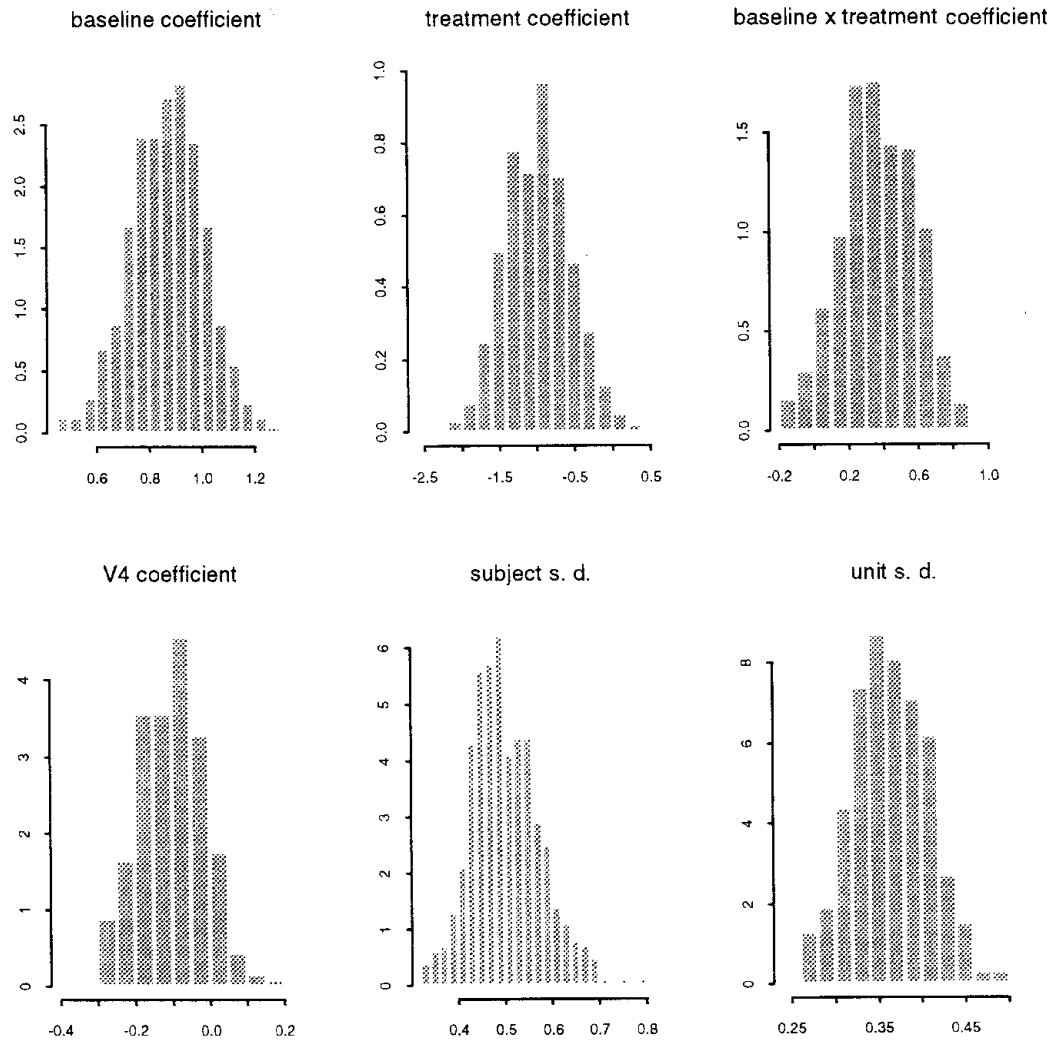 baseline coefficient
treatment coefficient
baseline x treatment coefficient
0.0 0.5 1.0 1.5 2.0 2.5
0.6 0.8 1.0 1.2
0.0 0.2 0.4 0.6 0.8 1.0
-2.5 -1.5 -0.5 0.5
0.0 0.5 1.0 1.5
-0.2 0.2 0.6 1.0
V4 coefficient
subject s. d.
unit s. d.
0 1 2 3 4
-0.4 -0.2 0.0 0.2
0 1 2 3 4 5 6
0.4 0.5 0.6 0.7 0.8
0 2 4 6 8
0.25 0.35 0.45